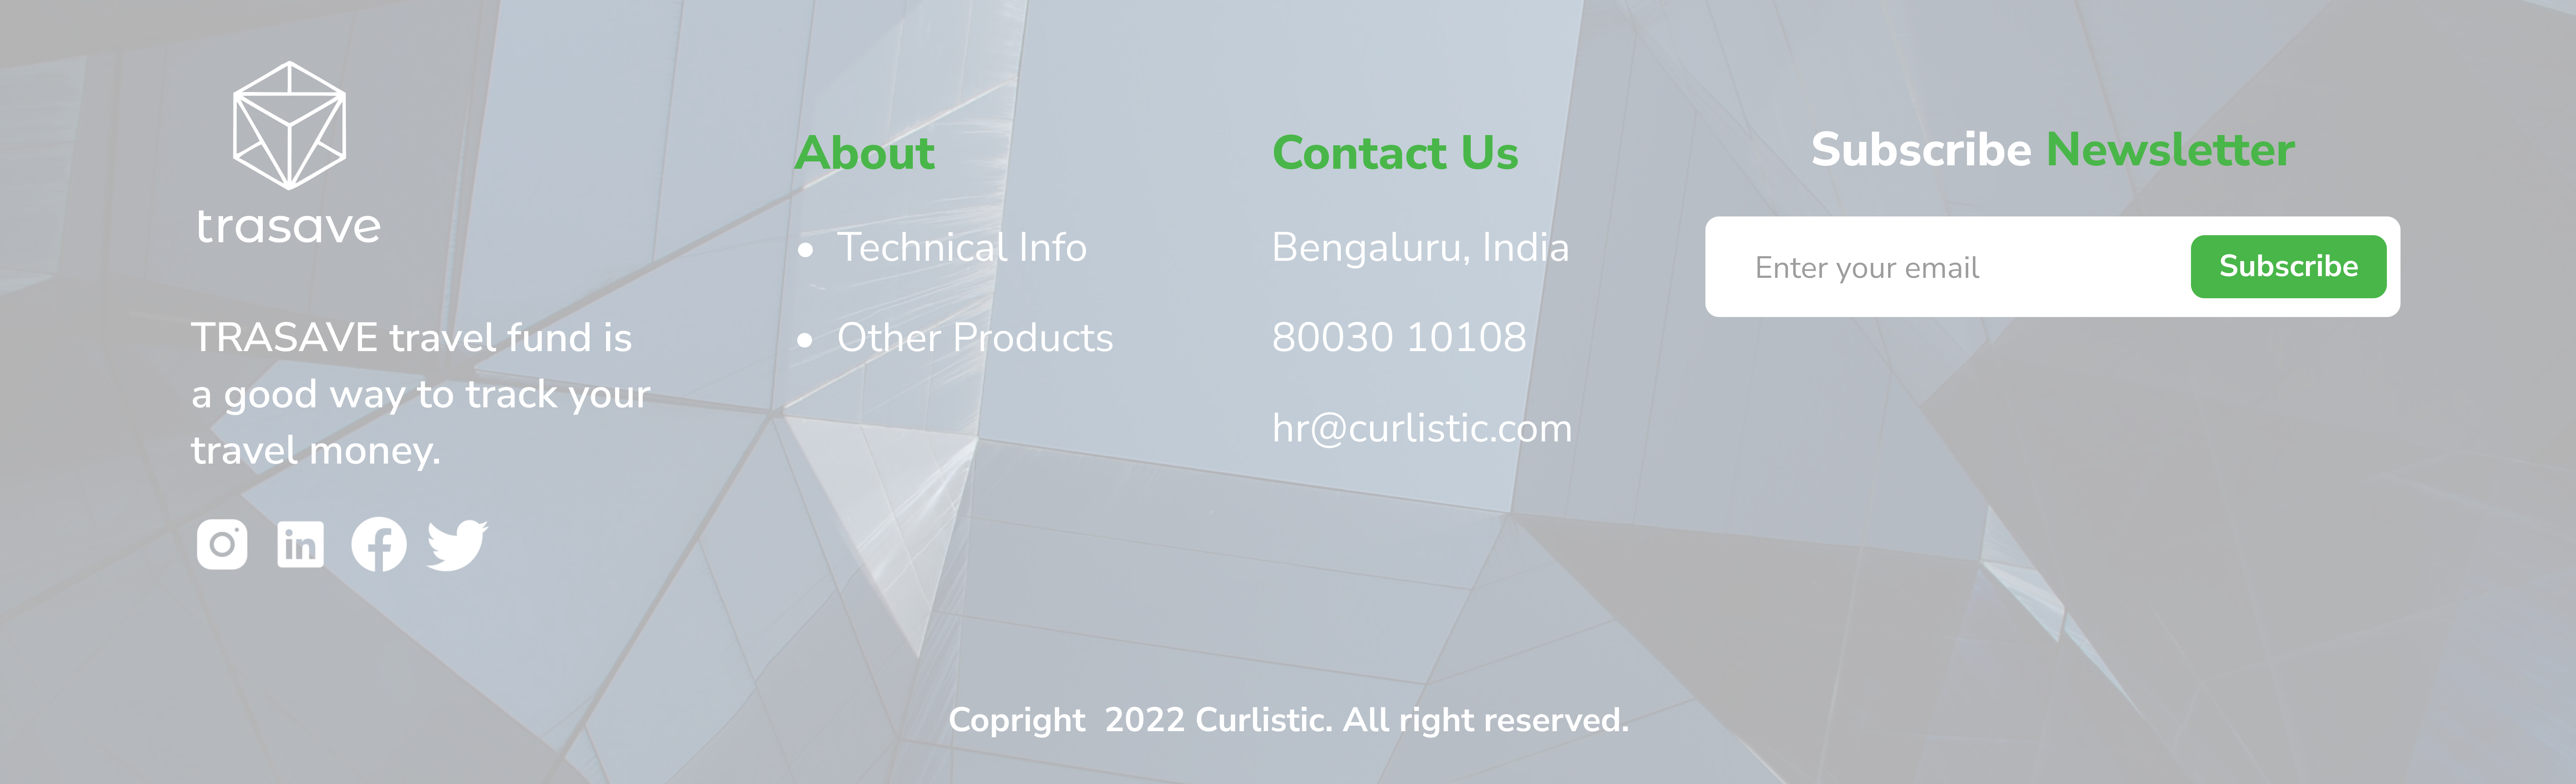 trasave
TRASAVE travel fund is
a good way to track your
travel money.
About
• Technical Info
• Other Products
Contact Us
Bengaluru, India
80030 10108
hr@curlistic.com
Subscribe Newsletter
Enter your email
Subscribe
Copright  2022 Curlistic. All right reserved.